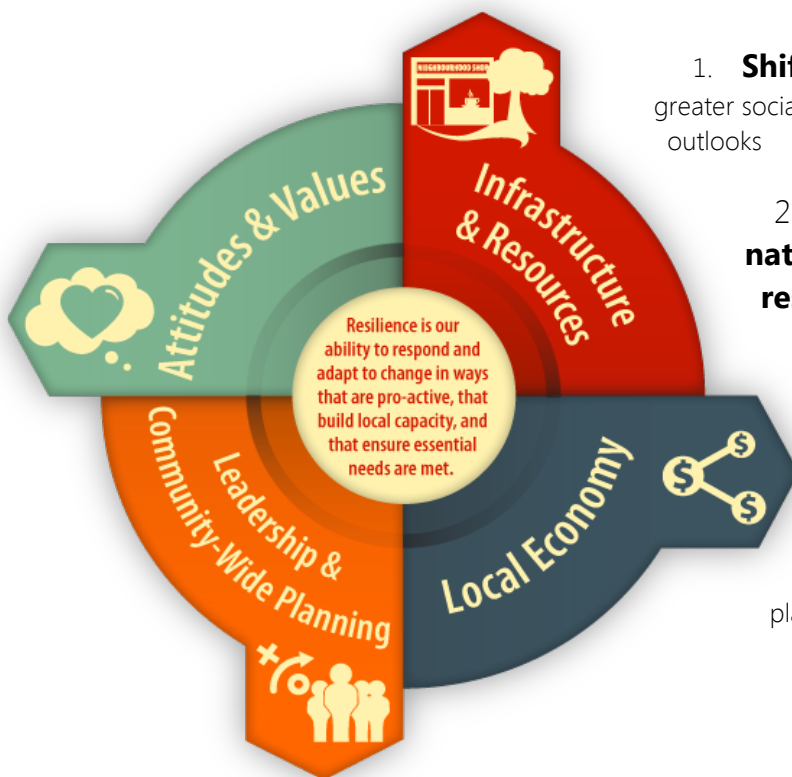 NEIGHBOURHOOD SHOP
Attitudes & Values
Infrastructure
& Resources
Resilience is our
ability to respond and
adapt to change in ways
that are pro-active, that
build local capacity, and
that ensure essential
needs are met.
Leadership &
Community-Wide Planning
Local Economy
$
$
$
1. Shif
greater socia
outlooks
2
nat
re
pla